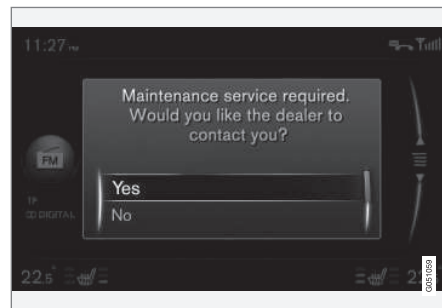 11:27
Maintenance service required.
Would you like the dealer to
contact you?
FM
Yes
No
TP
DIGITAL
22.5
22.
G051059